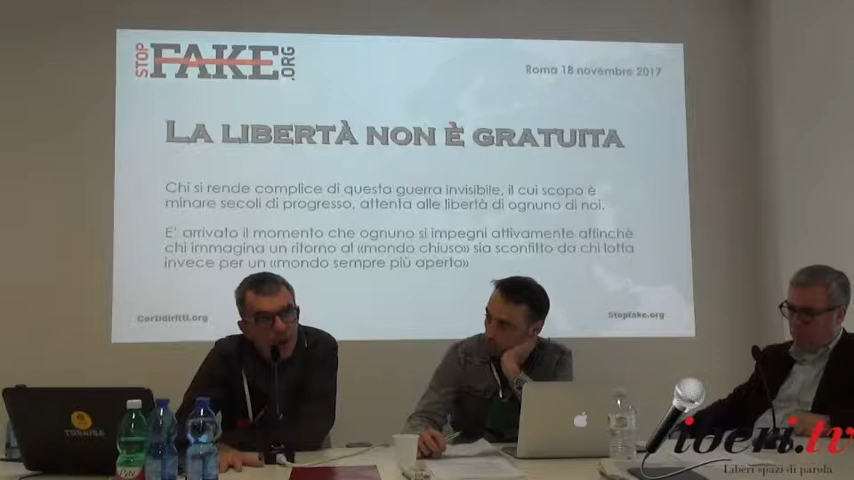 STOP FAKE .ORG
Roma 18 novembre 2017
LA LIBERTÀ NON È GRATUITA
Chi si rende complice di questa guerra invisibile, il cui scopo è
minare secoli di progresso, attenta alle libertà di ognuno di noi.
E' arrivato il momento che ognuno si impegni attivamente affinchè
chi immagina un ritorno al «mondo chiuso» sia sconfitto da chi lotta
invece per un «mondo sempre più aperto»
Certidiritti.org
Stopfake.org
TOSHIBA
liberi.tv
Liberi spazi di parola